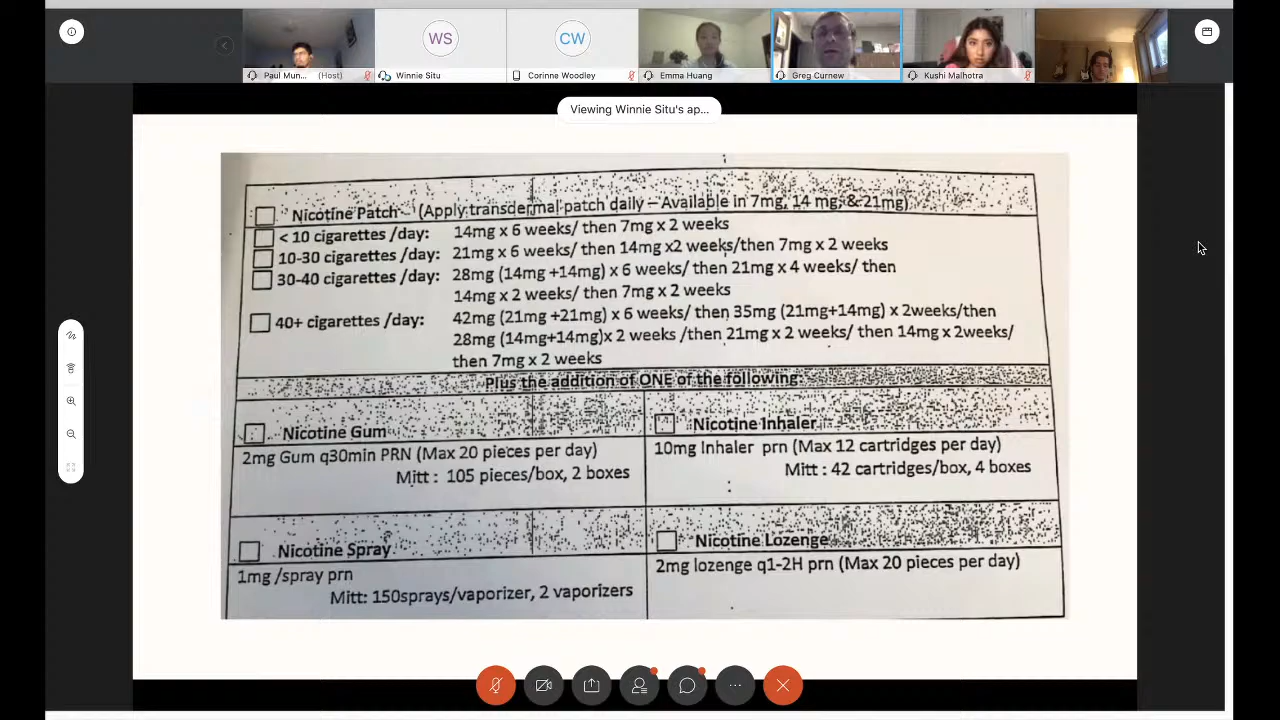 WS
CW
Paul Mun... (Host)
Winnie Situ
Corinne Woodley
Emma Huang
Greg Curnew
Kushi Malhotra
Viewing Winnie Situ's ap...
Nicotine Patch (Apply transdermal patch daily – Available in 7mg, 14 mg, & 21mg)
< 10 cigarettes /day: 14mg x 6 weeks/ then 7mg x 2 weeks
10-30 cigarettes /day: 21mg x 6 weeks/ then 14mg x2 weeks/then 7mg x 2 weeks
30-40 cigarettes /day: 28mg (14mg +14mg) x 6 weeks/ then 21mg x 4 weeks/ then
14mg x 2 weeks/ then 7mg x 2 weeks
40+ cigarettes /day: 42mg (21mg +21mg) x 6 weeks/ then 35mg (21mg+14mg) x 2weeks/then
28mg (14mg+14mg)x 2 weeks /then 21mg x 2 weeks/ then 14mg x 2weeks/
then 7mg x 2 weeks
Plus the addition of ONE of the following:
Nicotine Gum
2mg Gum q30min PRN (Max 20 pieces per day)
Mitt : 105 pieces/box, 2 boxes
Nicotine Inhaler
10mg Inhaler prn (Max 12 cartridges per day)
Mitt : 42 cartridges/box, 4 boxes
Nicotine Spray
1mg /spray prn
Mitt: 150sprays/vaporizer, 2 vaporizers
Nicotine Lozenge
2mg lozenge q1-2H prn (Max 20 pieces per day)